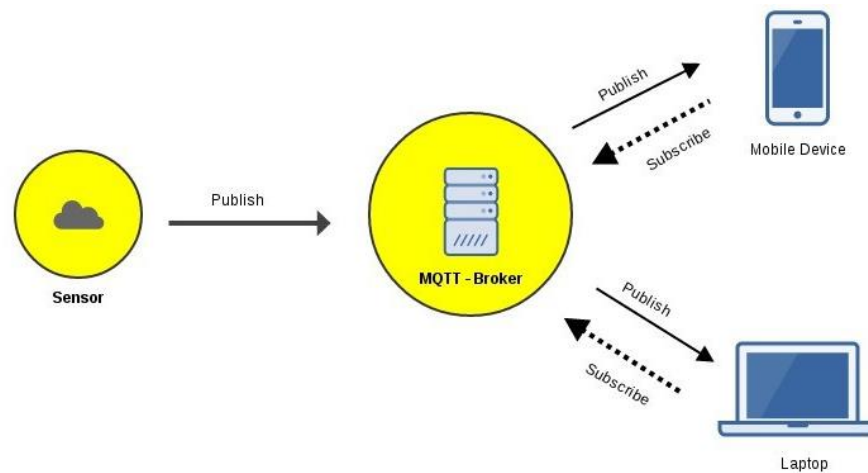 Publish
Subscribe
Mobile Device
Publish
MQTT - Broker
Sensor
Publish
Subscribe
Laptop